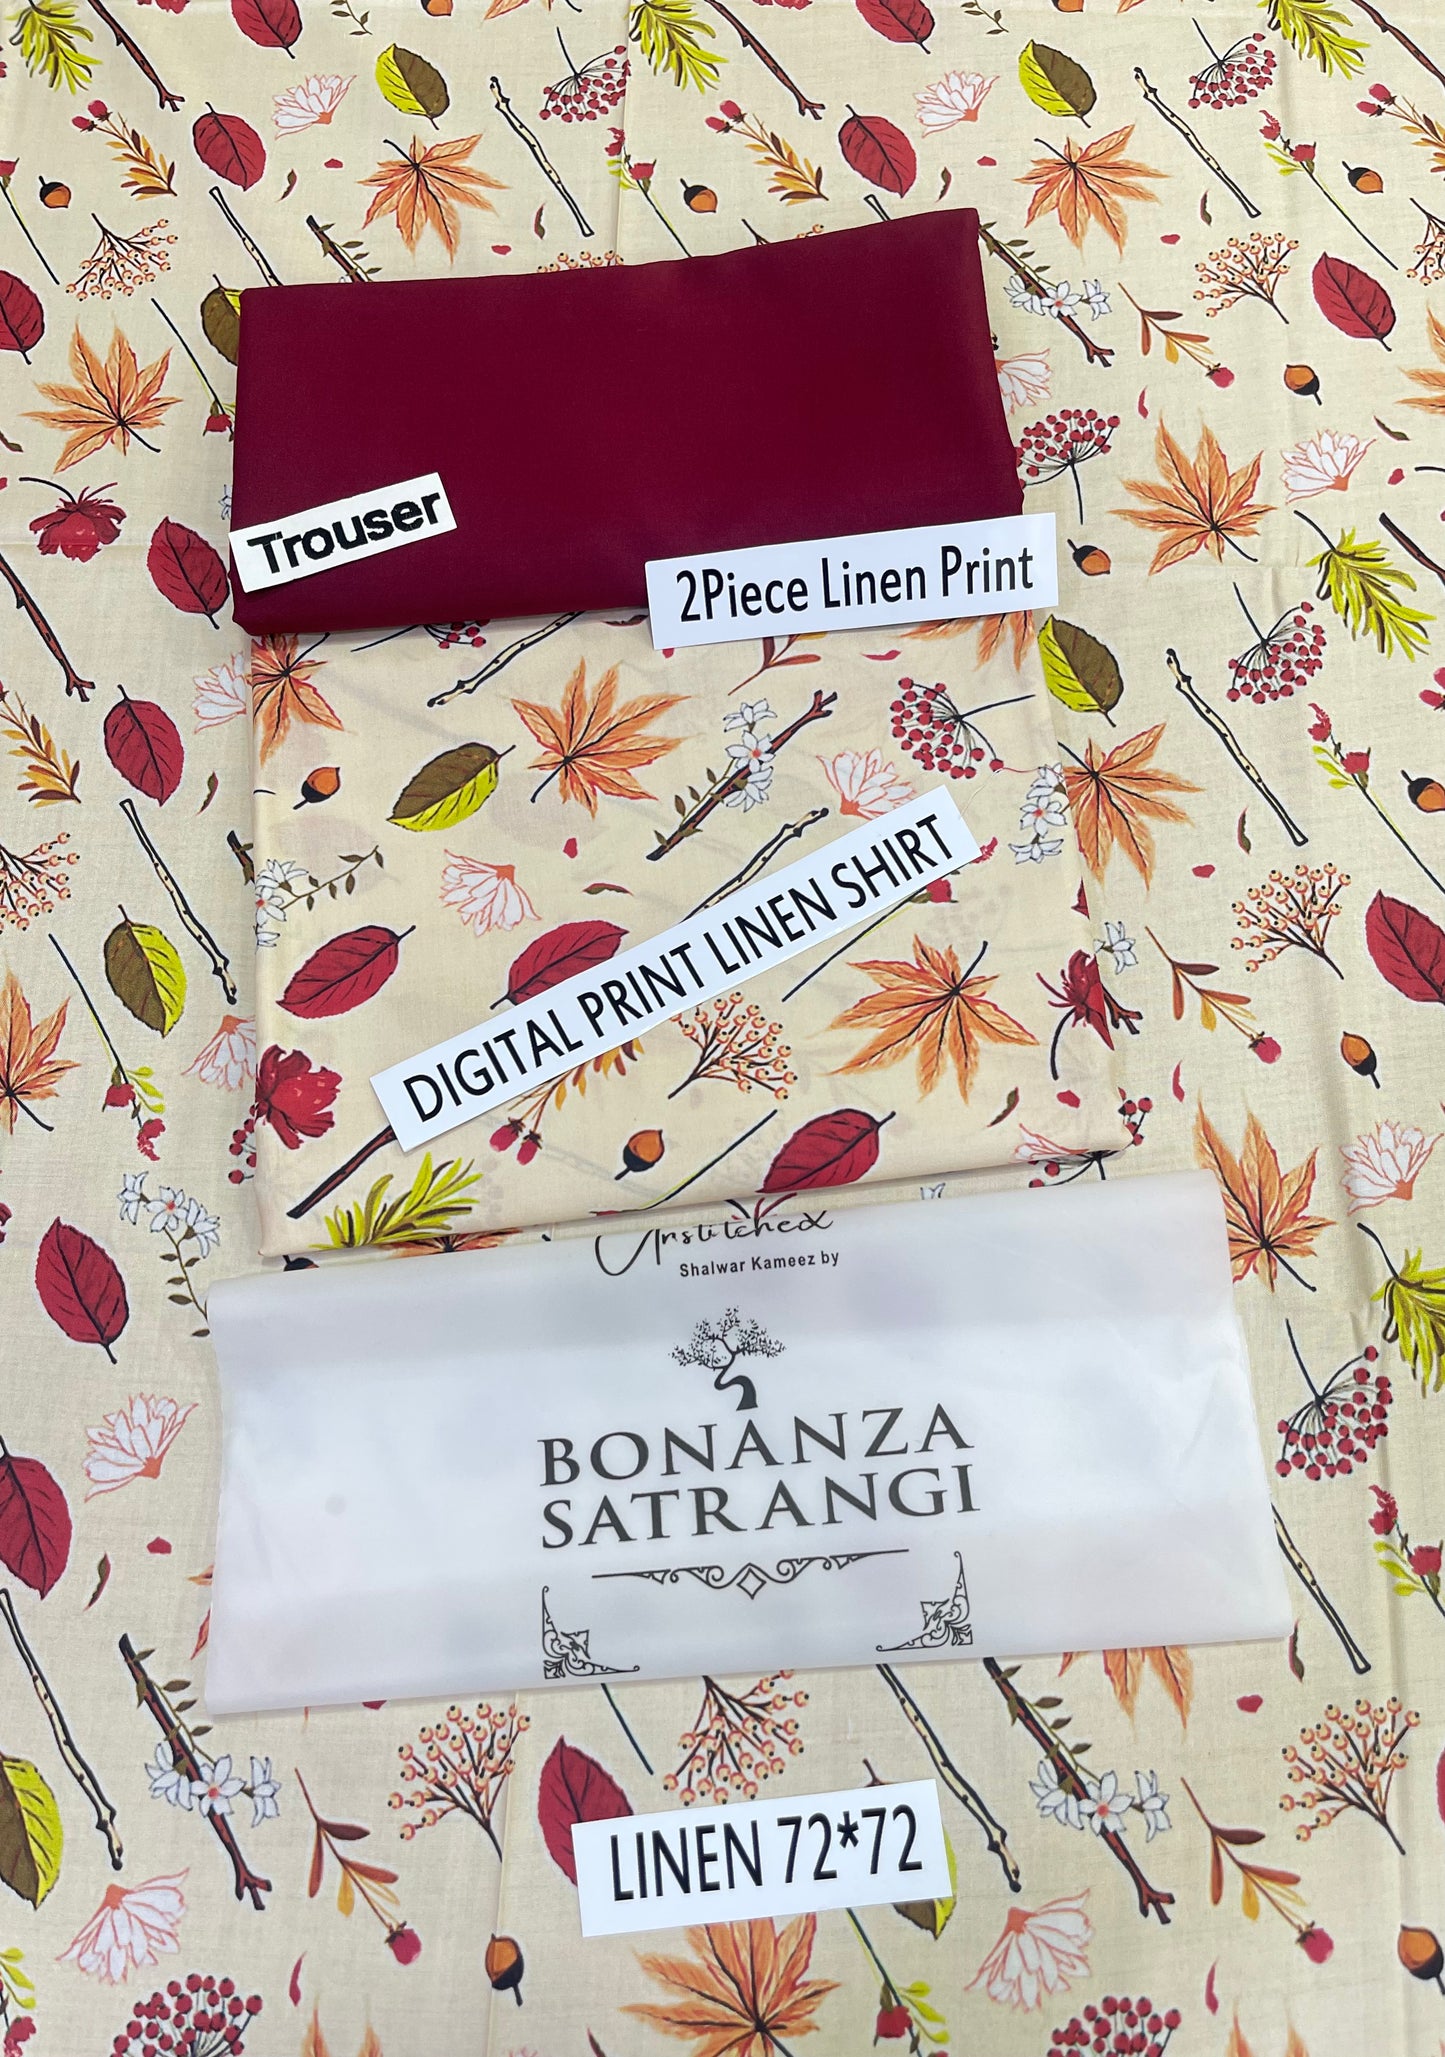 Trouser
2Piece Linen Print
DIGITAL PRINT LINEN SHIRT
Unstitched
Shalwar Kameez by
BONANZA
SATRANGI
LINEN 72*72